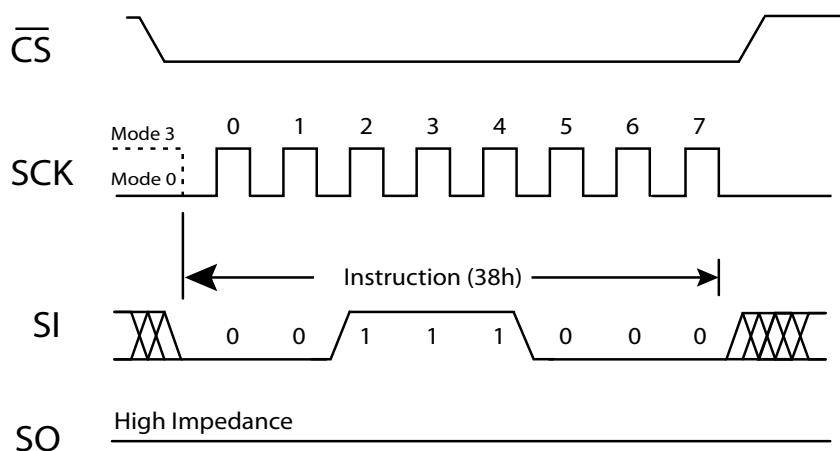 C̅S̅
0 1 2 3 4 5 6 7
Mode 3
SCK
Mode 0
Instruction (38h)
SI
0 0 1 1 1 0 0 0
High Impedance
SO